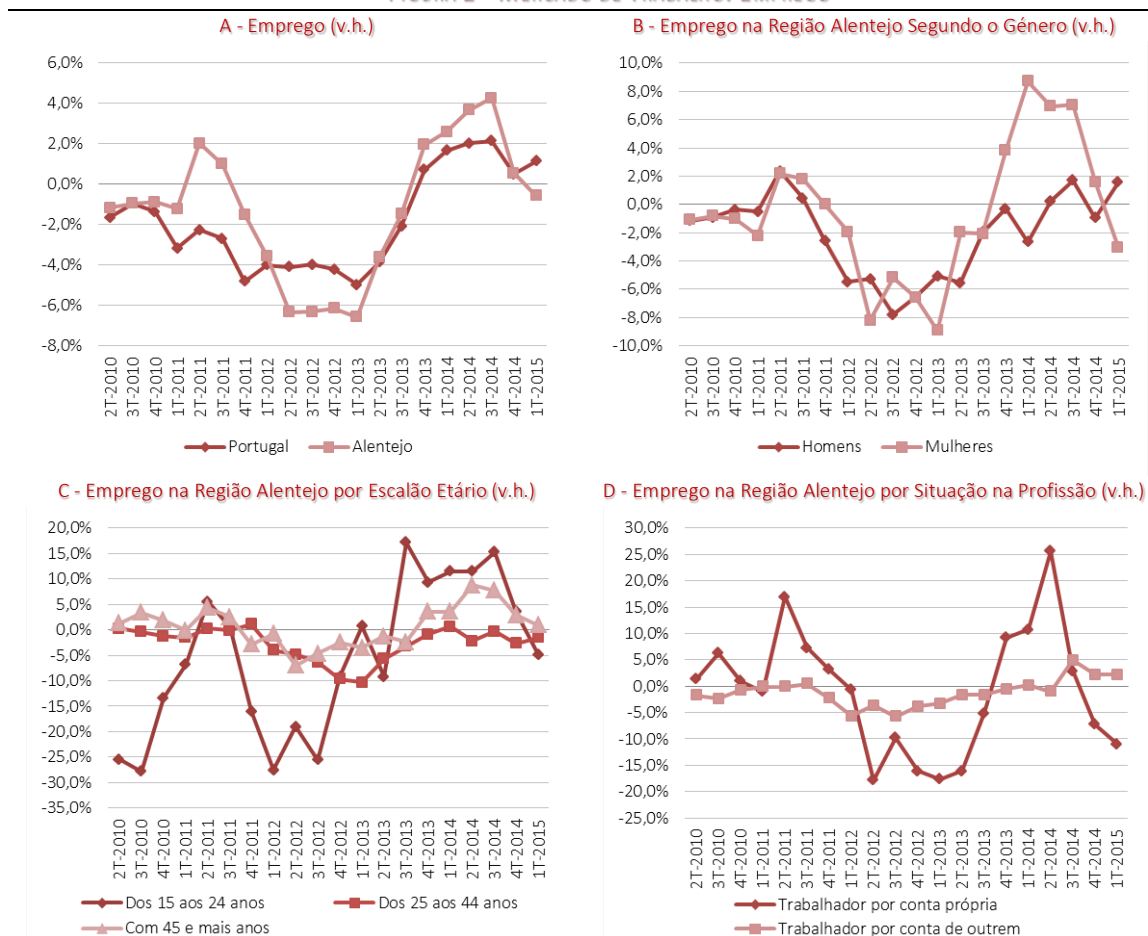 A - Emprego (v.h.)
6,0%
4,0%
2,0%
0,0%
-2,0%
-4,0%
-6,0%
-8,0%
2T-2010
3T-2010
4T-2010
1T-2011
2T-2011
3T-2011
4T-2011
1T-2012
2T-2012
3T-2012
4T-2012
1T-2013
2T-2013
3T-2013
4T-2013
1T-2014
2T-2014
3T-2014
4T-2014
1T-2015
Portugal
Alentejo
B - Emprego na Região Alentejo Segundo o Género (v.h.)
10,0%
8,0%
6,0%
4,0%
2,0%
0,0%
-2,0%
-4,0%
-6,0%
-8,0%
-10,0%
2T-2010
3T-2010
4T-2010
1T-2011
2T-2011
3T-2011
4T-2011
1T-2012
2T-2012
3T-2012
4T-2012
1T-2013
2T-2013
3T-2013
4T-2013
1T-2014
2T-2014
3T-2014
4T-2014
1T-2015
Homens
Mulheres
C - Emprego na Região Alentejo por Escalão Etário (v.h.)
20,0%
15,0%
10,0%
5,0%
0,0%
-5,0%
-10,0%
-15,0%
-20,0%
-25,0%
-30,0%
-35,0%
2T-2010
3T-2010
4T-2010
1T-2011
2T-2011
3T-2011
4T-2011
1T-2012
2T-2012
3T-2012
4T-2012
1T-2013
2T-2013
3T-2013
4T-2013
1T-2014
2T-2014
3T-2014
4T-2014
1T-2015
Dos 15 aos 24 anos
Dos 25 aos 44 anos
Com 45 e mais anos
D - Emprego na Região Alentejo por Situação na Profissão (v.h.)
30,0%
25,0%
20,0%
15,0%
10,0%
5,0%
0,0%
-5,0%
-10,0%
-15,0%
-20,0%
-25,0%
2T-2010
3T-2010
4T-2010
1T-2011
2T-2011
3T-2011
4T-2011
1T-2012
2T-2012
3T-2012
4T-2012
1T-2013
2T-2013
3T-2013
4T-2013
1T-2014
2T-2014
3T-2014
4T-2014
1T-2015
Trabalhador por conta própria
Trabalhador por conta de outrem